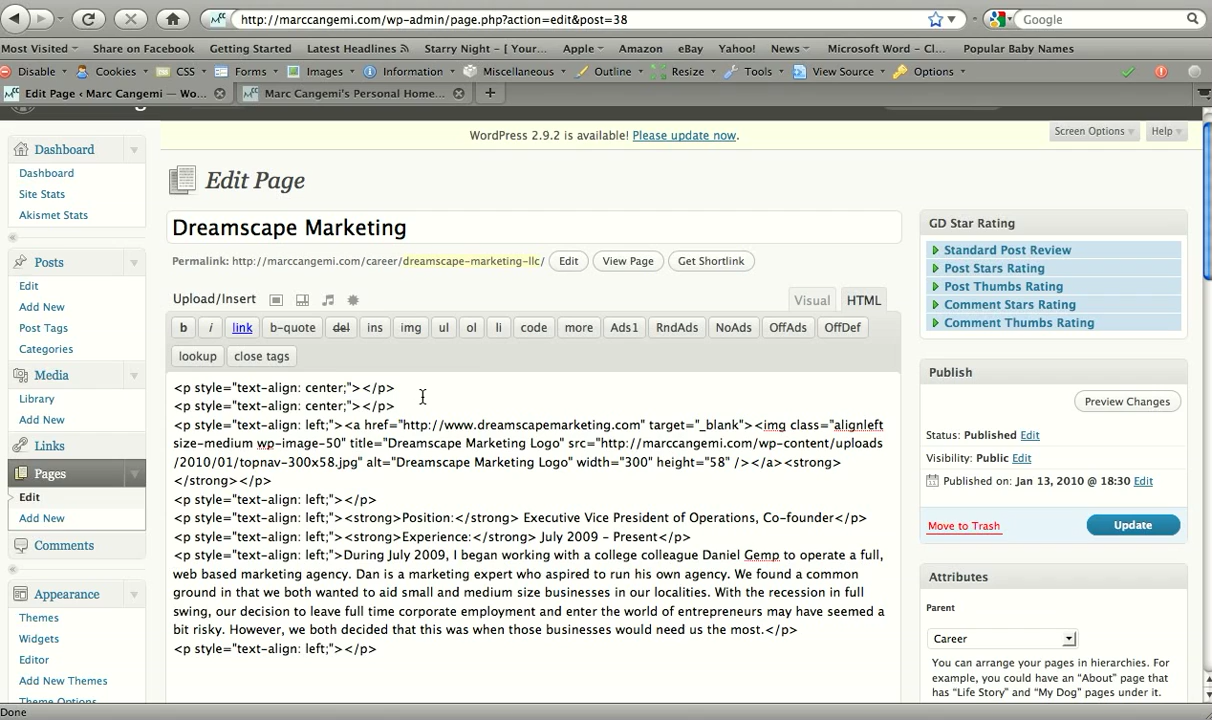 http://marccangemi.com/wp-admin/page.php?action=edit&post=38
Google
Most Visited Share on Facebook Getting Started Latest Headlines Starry Night – [ Your... Apple Amazon eBay Yahoo! News Microsoft Word – Cl... Popular Baby Names
Disable Cookies CSS Forms Images Information Miscellaneous Outline Resize Tools View Source Options
Edit Page ‹ Marc Cangemi — Wo... Marc Cangemi's Personal Home...
WordPress 2.9.2 is available! Please update now.
Screen Options Help
Dashboard
Dashboard
Site Stats
Akismet Stats
Posts
Edit
Add New
Post Tags
Categories
Media
Library
Add New
Links
Pages
Edit
Add New
Comments
Appearance
Themes
Widgets
Editor
Add New Themes
Theme Options
Edit Page
Dreamscape Marketing
Permalink: http://marccangemi.com/career/dreamscape-marketing-llc/ Edit View Page Get Shortlink
Upload/Insert Visual HTML
b i link b-quote del ins img ul ol li code more Ads1 RndAds NoAds OffAds OffDef
lookup close tags
<p style="text-align: center;"></p>
<p style="text-align: center;"></p>
<p style="text-align: left;"><a href="http://www.dreamscapemarketing.com" target="_blank"><img class="alignleft
size-medium wp-image-50" title="Dreamscape Marketing Logo" src="http://marccangemi.com/wp-content/uploads
/2010/01/topnav-300x58.jpg" alt="Dreamscape Marketing Logo" width="300" height="58" /></a><strong>
</strong></p>
<p style="text-align: left;"></p>
<p style="text-align: left;"><strong>Position:</strong> Executive Vice President of Operations, Co-founder</p>
<p style="text-align: left;"><strong>Experience:</strong> July 2009 – Present</p>
<p style="text-align: left;">During July 2009, I began working with a college colleague Daniel Gemp to operate a full,
web based marketing agency. Dan is a marketing expert who aspired to run his own agency. We found a common
ground in that we both wanted to aid small and medium size businesses in our localities. With the recession in full
swing, our decision to leave full time corporate employment and enter the world of entrepreneurs may have seemed a
bit risky. However, we both decided that this was when those businesses would need us the most.</p>
<p style="text-align: left;"></p>
GD Star Rating
Standard Post Review
Post Stars Rating
Post Thumbs Rating
Comment Stars Rating
Comment Thumbs Rating
Publish
Preview Changes
Status: Published Edit
Visibility: Public Edit
Published on: Jan 13, 2010 @ 18:30 Edit
Move to Trash Update
Attributes
Parent
Career
You can arrange your pages in hierarchies. For
example, you could have an "About" page that
has "Life Story" and "My Dog" pages under it.
Done